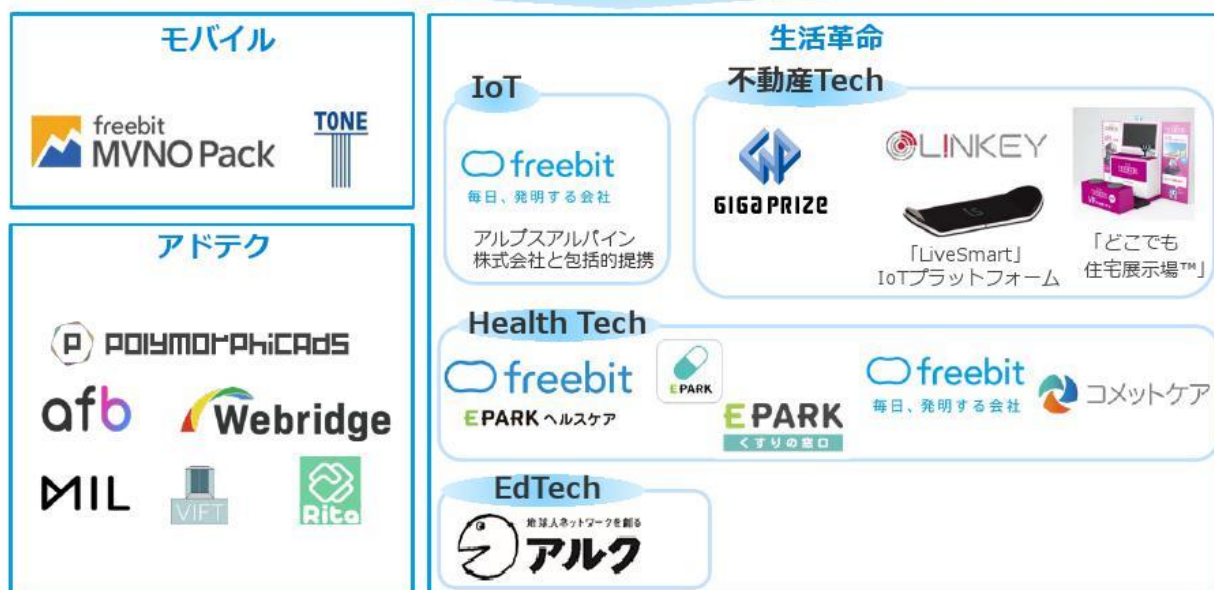 モバイル
freebit
MVNO Pack
TONE
アドテク
POLYMORPHICADS
afb
Webridge
MIL
VIFT
Rita
生活革命
IoT
freebit
毎日、発明する会社
アルプスアルパイン
株式会社と包括的提携
不動産Tech
GIGA PRIZE
L!NKEY
「LiveSmart」
IoTプラットフォーム
「どこでも
住宅展示場™」
Health Tech
freebit
EPARK ヘルスケア
EPARK
EPARK
くすりの窓口
freebit
毎日、発明する会社
コメットケア
EdTech
地球人ネットワークを創る
アルク